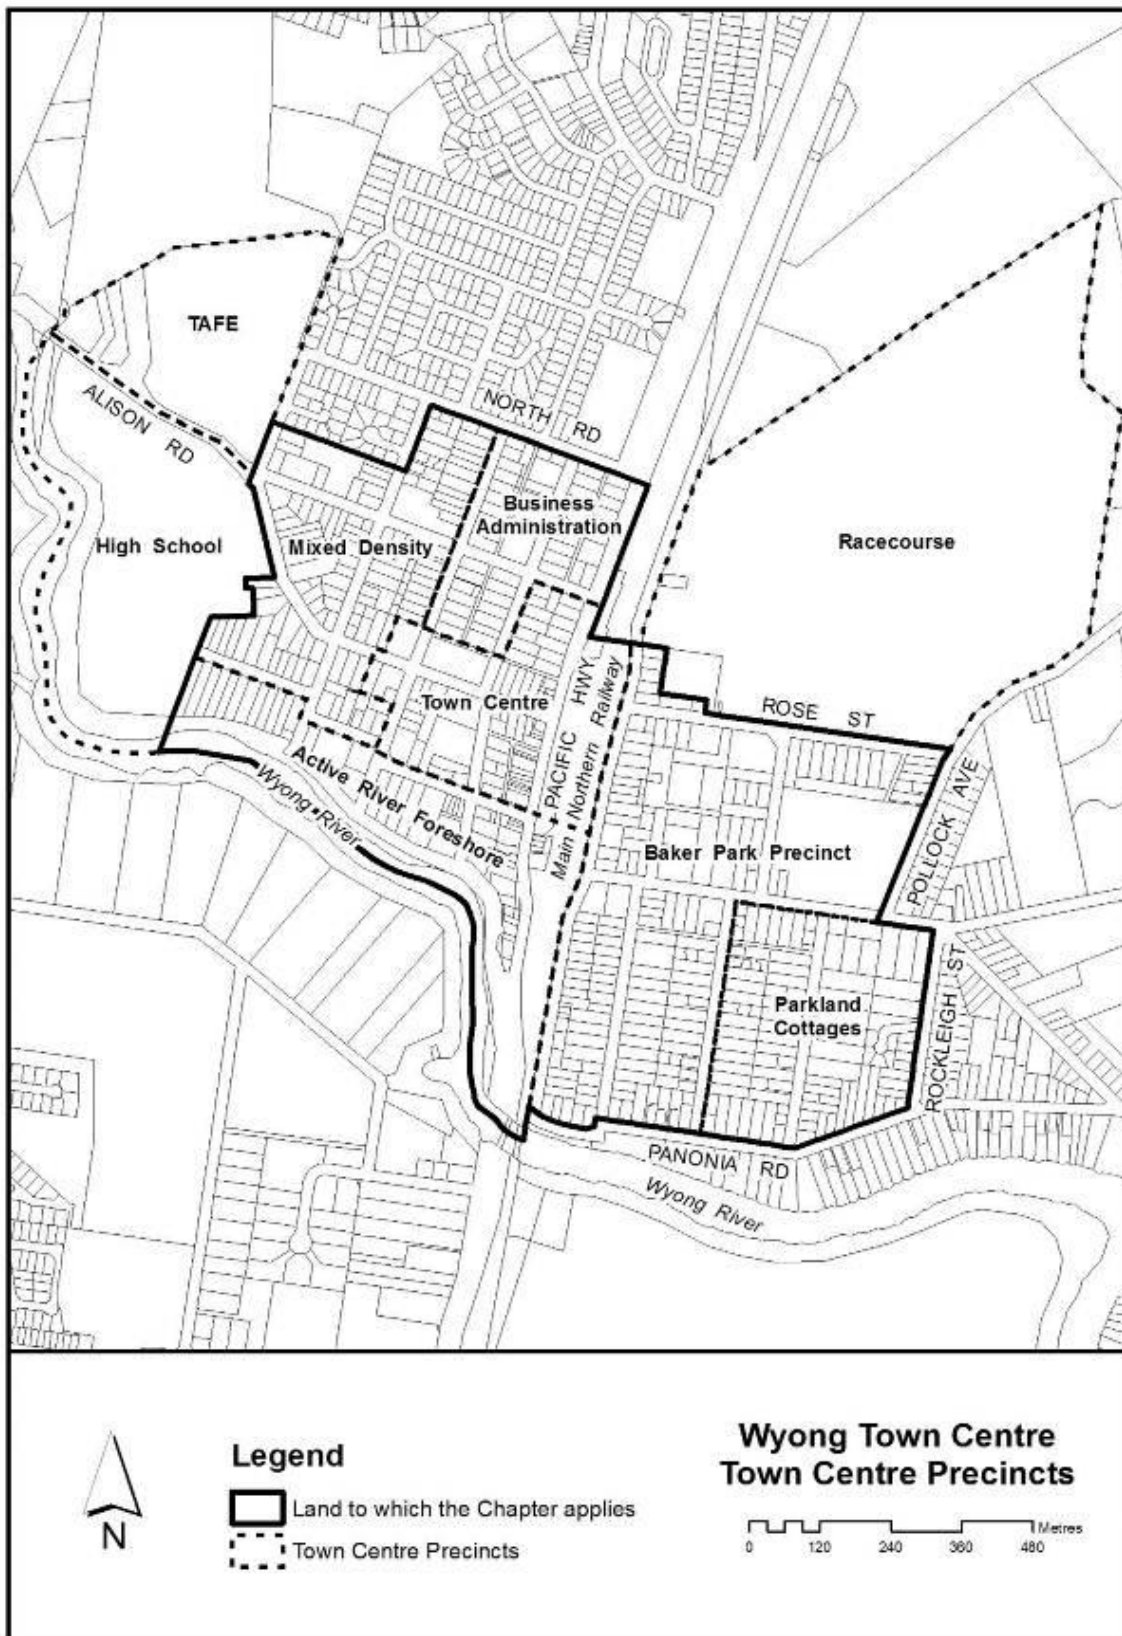 TAFE
ALISON RD
NORTH RD
Business
Administration
High School
Mixed Density
Racecourse
Town Centre
PACIFIC HWY
Main Northern Railway
ROSE ST
Active River Foreshore
Wyong River
POLLOCK AVE
Baker Park Precinct
Parkland
Cottages
ROCKLEIGH ST
PANONIA RD
Wyong River
N
Legend
Land to which the Chapter applies
Town Centre Precincts
Wyong Town Centre
Town Centre Precincts
Metres
0 120 240 360 480